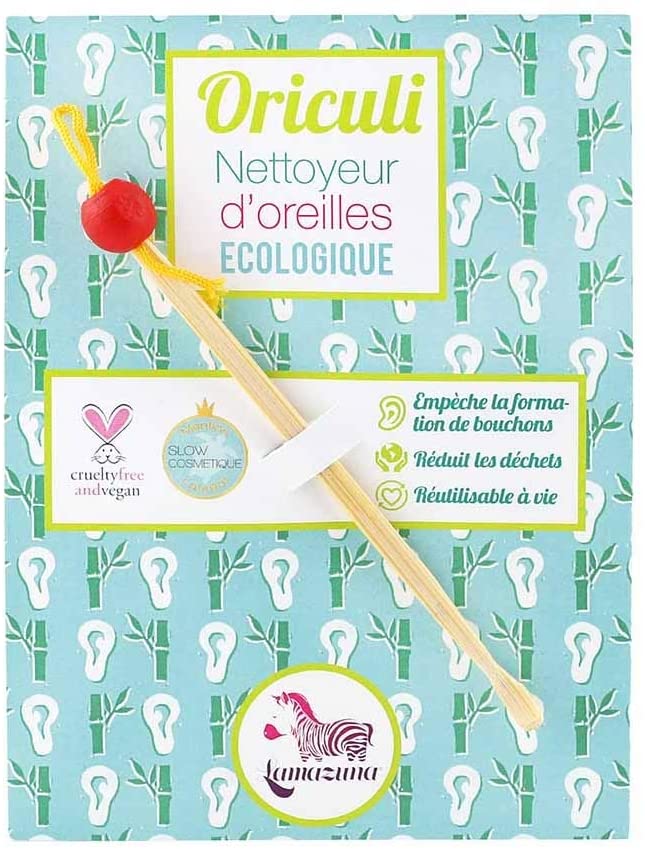 Oriculi
Nettoyeur
d'oreilles
ECOLOGIQUE
crueltyfree
andvegan
Mention
SLOW
COSMETIQUE
Empêche la forma-
tion de bouchons
Réduit les déchets
Réutilisable à vie
Lamazuna